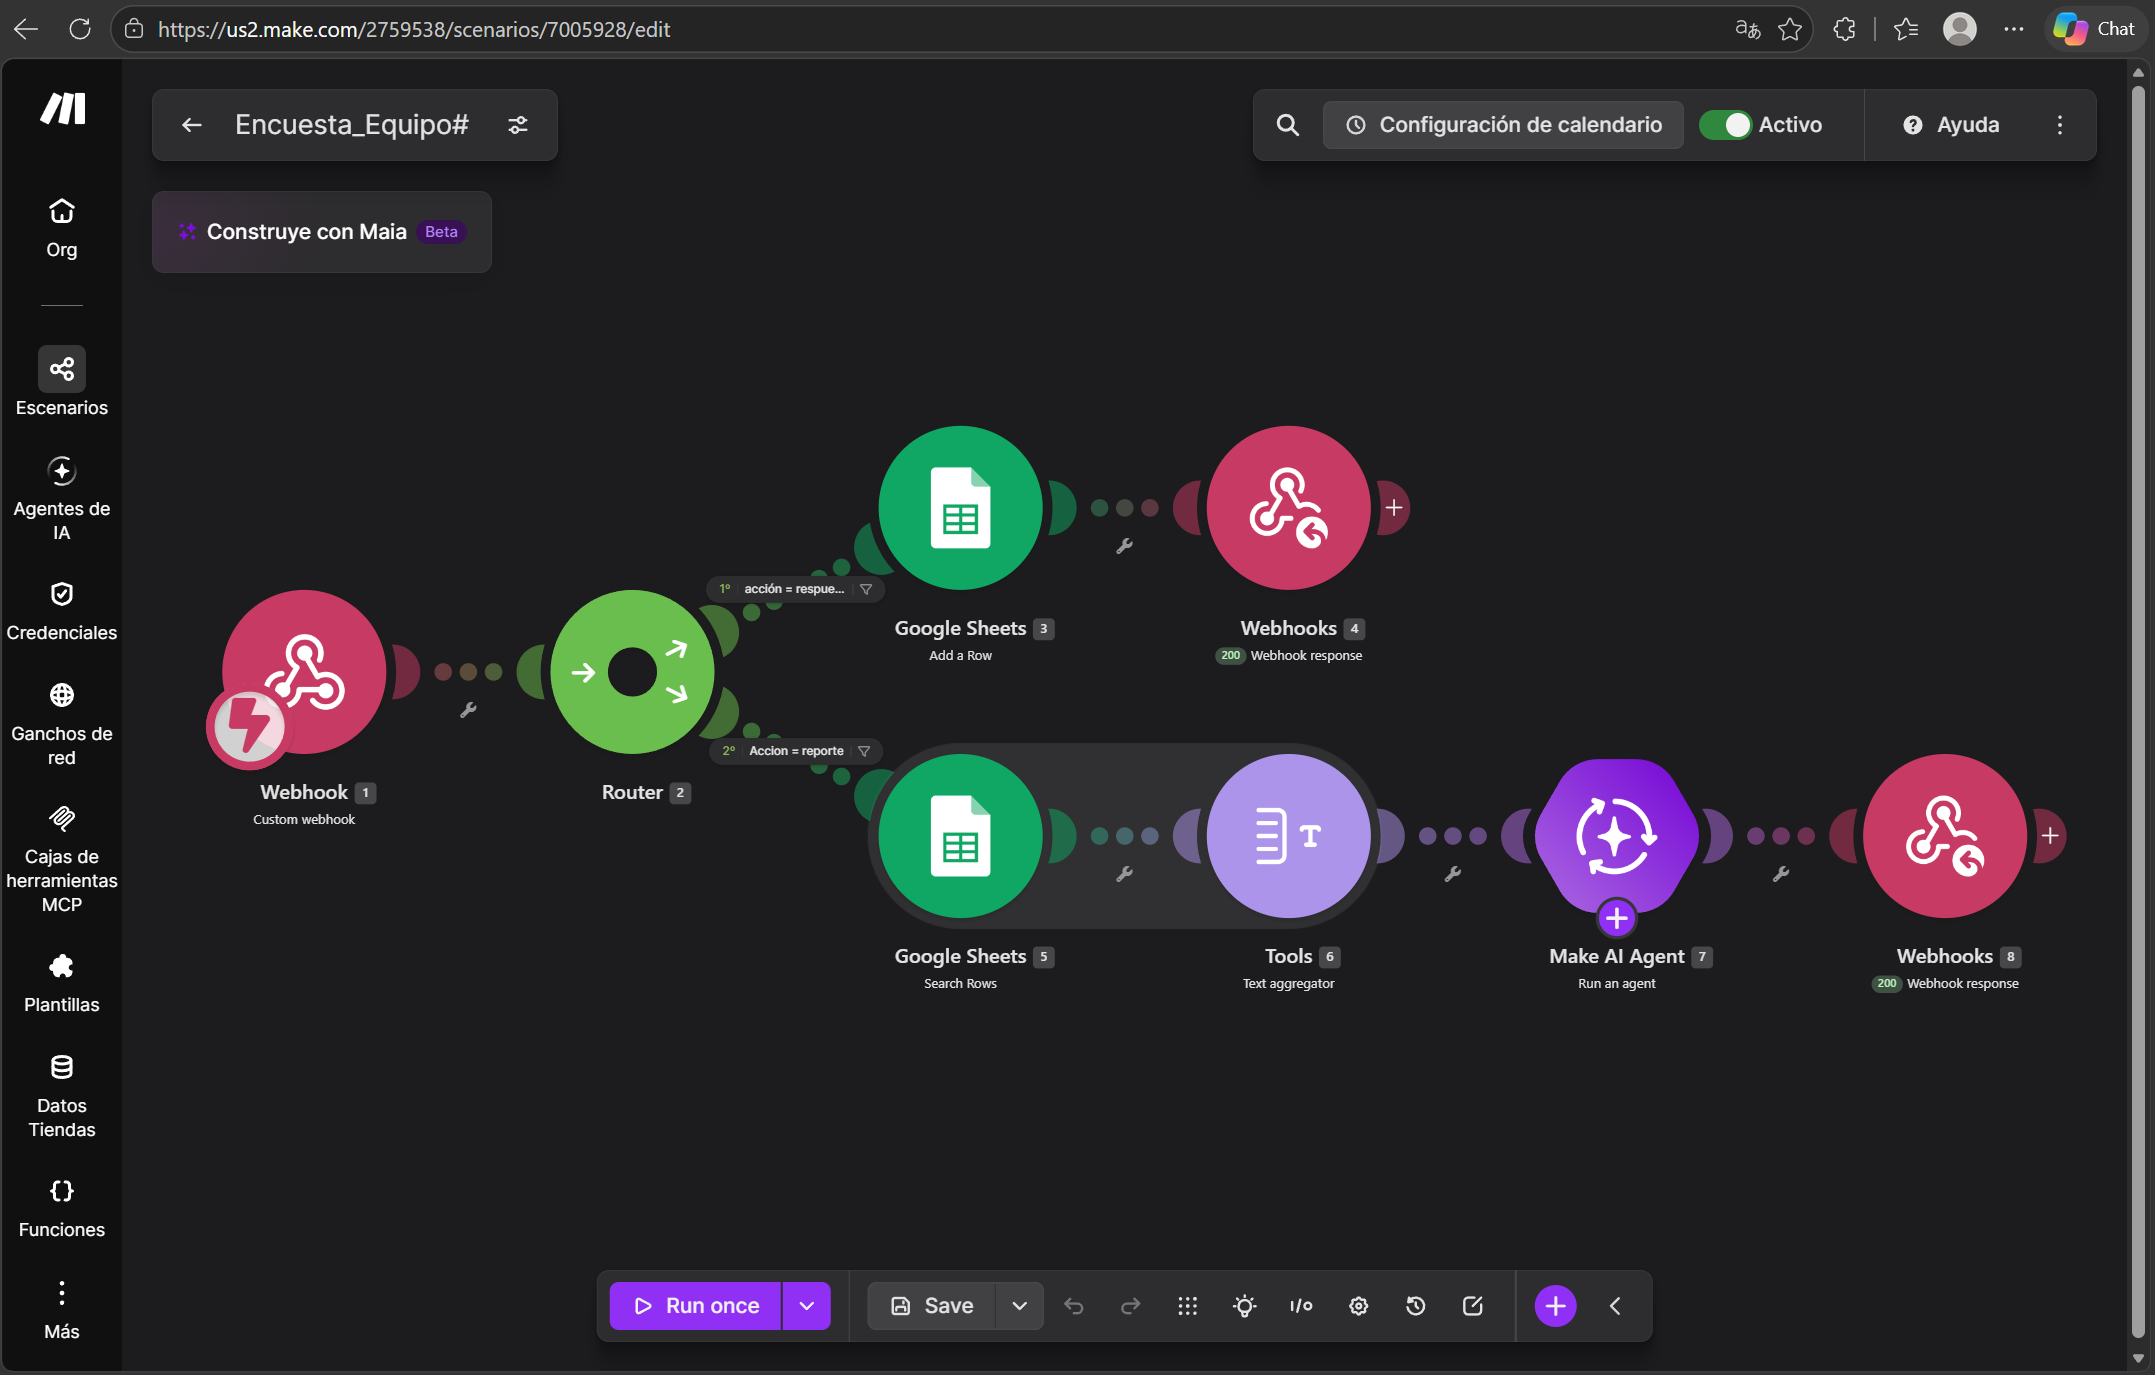 https://us2.make.com/2759538/scenarios/7005928/edit
Chat
Encuesta_Equipo#
Configuración de calendario
Activo
Ayuda
Construye con Maia Beta
Org
Escenarios
Agentes de
IA
Credenciales
Ganchos de
red
Cajas de
herramientas
MCP
Plantillas
Datos
Tiendas
Funciones
Más
1º acción = respue...
2º Accion = reporte
Webhook 1
Custom webhook
Router 2
Google Sheets 3
Add a Row
Webhooks 4
200 Webhook response
Google Sheets 5
Search Rows
Tools 6
Text aggregator
Make AI Agent 7
Run an agent
Webhooks 8
200 Webhook response
Run once
Save